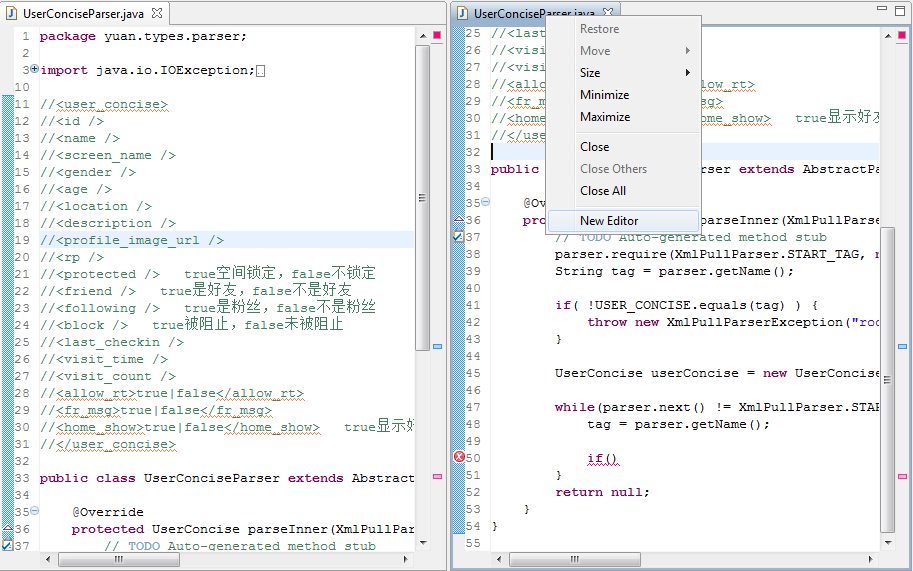 UserConciseParser.java
1 package yuan.types.parser;
2
3 import java.io.IOException;
10
11 //<user_concise>
12 //<id />
13 //<name />
14 //<screen_name />
15 //<gender />
16 //<age />
17 //<location />
18 //<description />
19 //<profile_image_url />
20 //<rp />
21 //<protected /> true空间锁定，false不锁定
22 //<friend /> true是好友，false不是好友
23 //<following /> true是粉丝，false不是粉丝
24 //<block /> true被阻止，false未被阻止
25 //<last_checkin />
26 //<visit_time />
27 //<visit_count />
28 //<allow_rt>true|false</allow_rt>
29 //<fr_msg>true|false</fr_msg>
30 //<home_show>true|false</home_show> true显示好
31 //</user_concise>
32
33 public class UserConciseParser extends Abstract
34
35 @Override
36 protected UserConcise parseInner(XmlPullPar
37 // TODO Auto-generated method stub
UserConciseParser.java
25 //<last
26 //<visi
27 //<visi
28 //<allo low_rt>
29 //<fr_m sg>
30 //<home home_show> true显示好友
31 //</use
32
33 public rser extends AbstractPa
34
35 @Ov
36 pro parseInner(XmlPullParse
37 // TODO Auto-generated method stub
38 parser.require(XmlPullParser.START_TAG, n
39 String tag = parser.getName();
40
41 if( !USER_CONCISE.equals(tag) ) {
42 throw new XmlPullParserException("roo
43 }
44
45 UserConcise userConcise = new UserConcise
46
47 while(parser.next() != XmlPullParser.STAR
48 tag = parser.getName();
49
50 if()
51 }
52 return null;
53 }
54 }
55
Restore
Move
Size
Minimize
Maximize
Close
Close Others
Close All
New Editor